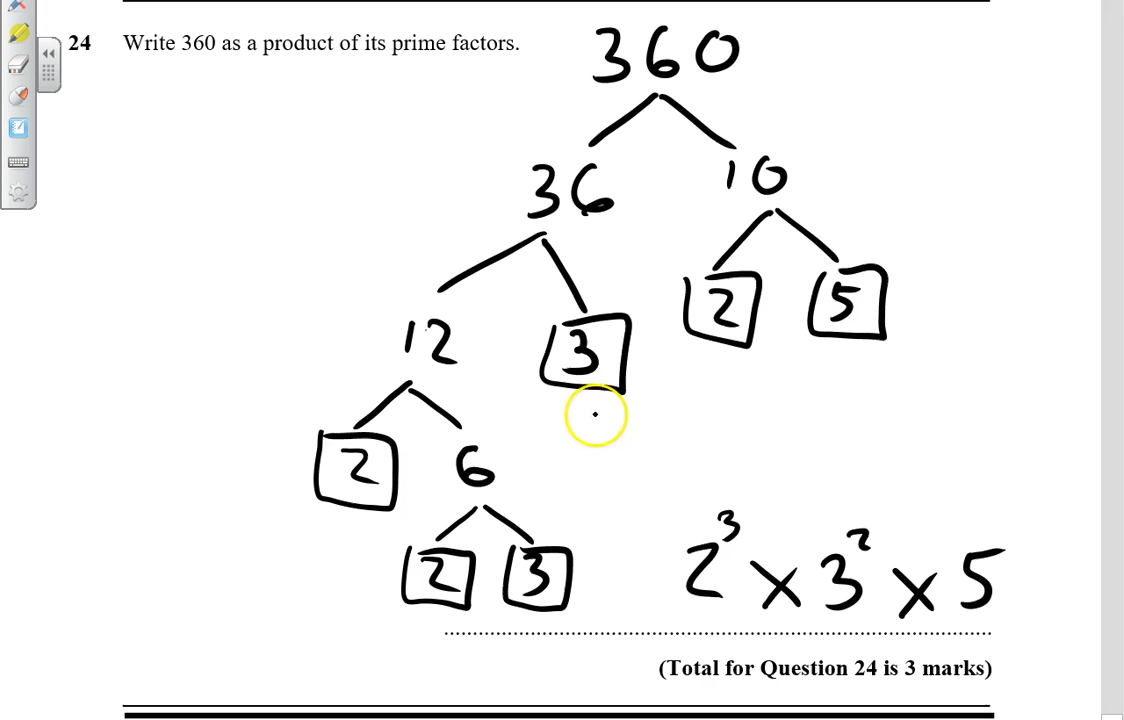 24 Write 360 as a product of its prime factors.
360
36 10
2 5
12 3
2 6
2 3
2³ × 3² × 5
(Total for Question 24 is 3 marks)